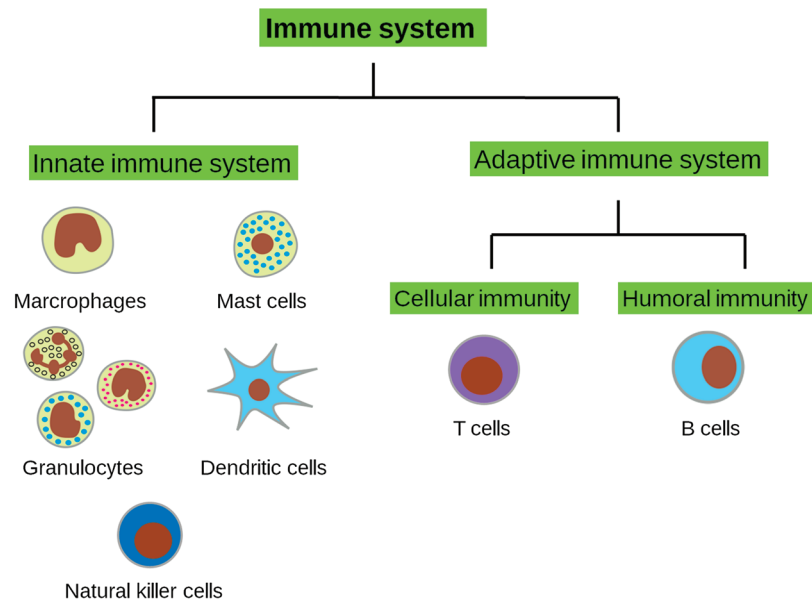 Immune system
Innate immune system
Adaptive immune system
Cellular immunity
Humoral immunity
Marcrophages
Mast cells
T cells
B cells
Granulocytes
Dendritic cells
Natural killer cells